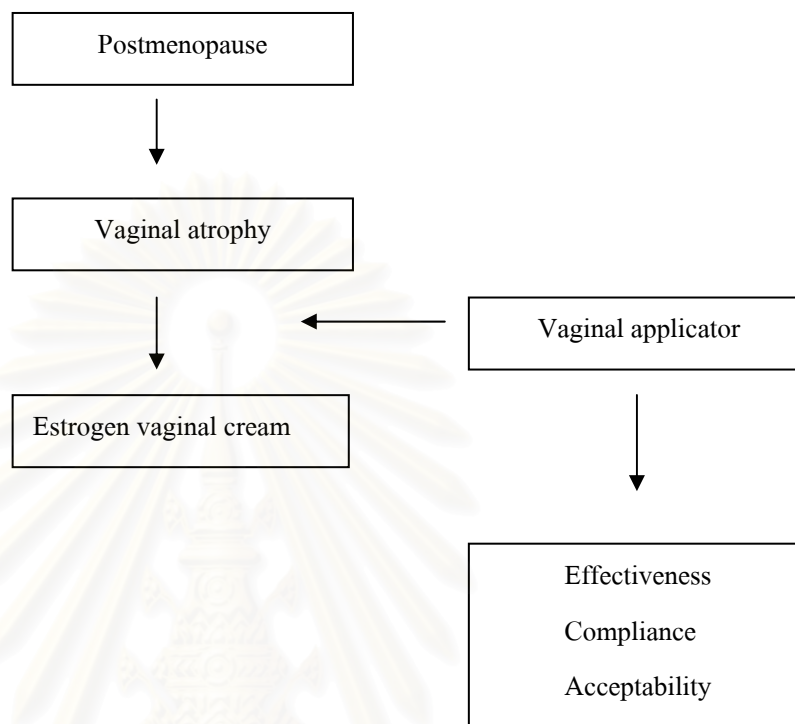 Postmenopause
Vaginal atrophy
Vaginal applicator
Estrogen vaginal cream
Effectiveness
Compliance
Acceptability